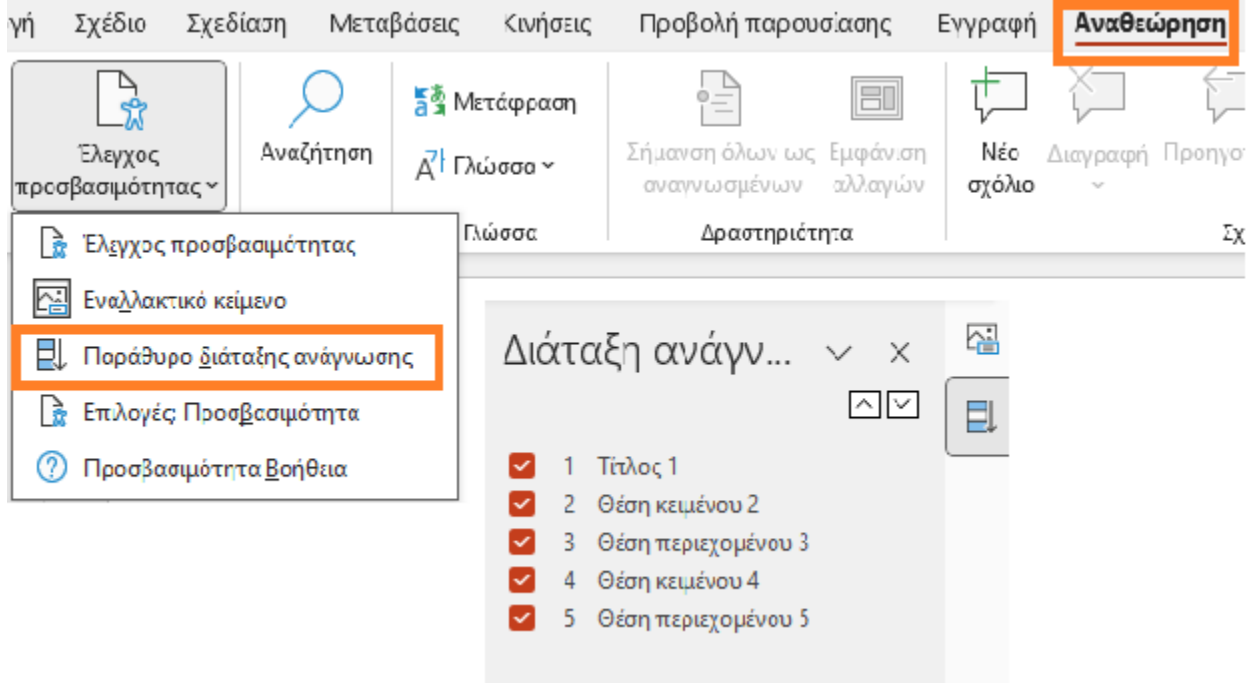 γή Σχέδιο Σχεδίαση Μεταβάσεις Κινήσεις Προβολή παρουσίασης Εγγραφή Αναθεώρηση
Έλεγχος
προσβασιμότητας
Αναζήτηση
Μετάφραση
Γλώσσα
Γλώσσα
Σήμανση όλων ως
αναγνωσμένων
Εμφάνιση
αλλαγών
Δραστηριότητα
Νέο
σχόλιο
Διαγραφή
Προηγο
Σχ
Έλεγχος προσβασιμότητας
Εναλλακτικό κείμενο
Παράθυρο διάταξης ανάγνωσης
Επιλογές: Προσβασιμότητα
Προσβασιμότητα Βοήθεια
Διάταξη ανάγν...
1 Τίτλος 1
2 Θέση κειμένου 2
3 Θέση περιεχομένου 3
4 Θέση κειμένου 4
5 Θέση περιεχομένου 5